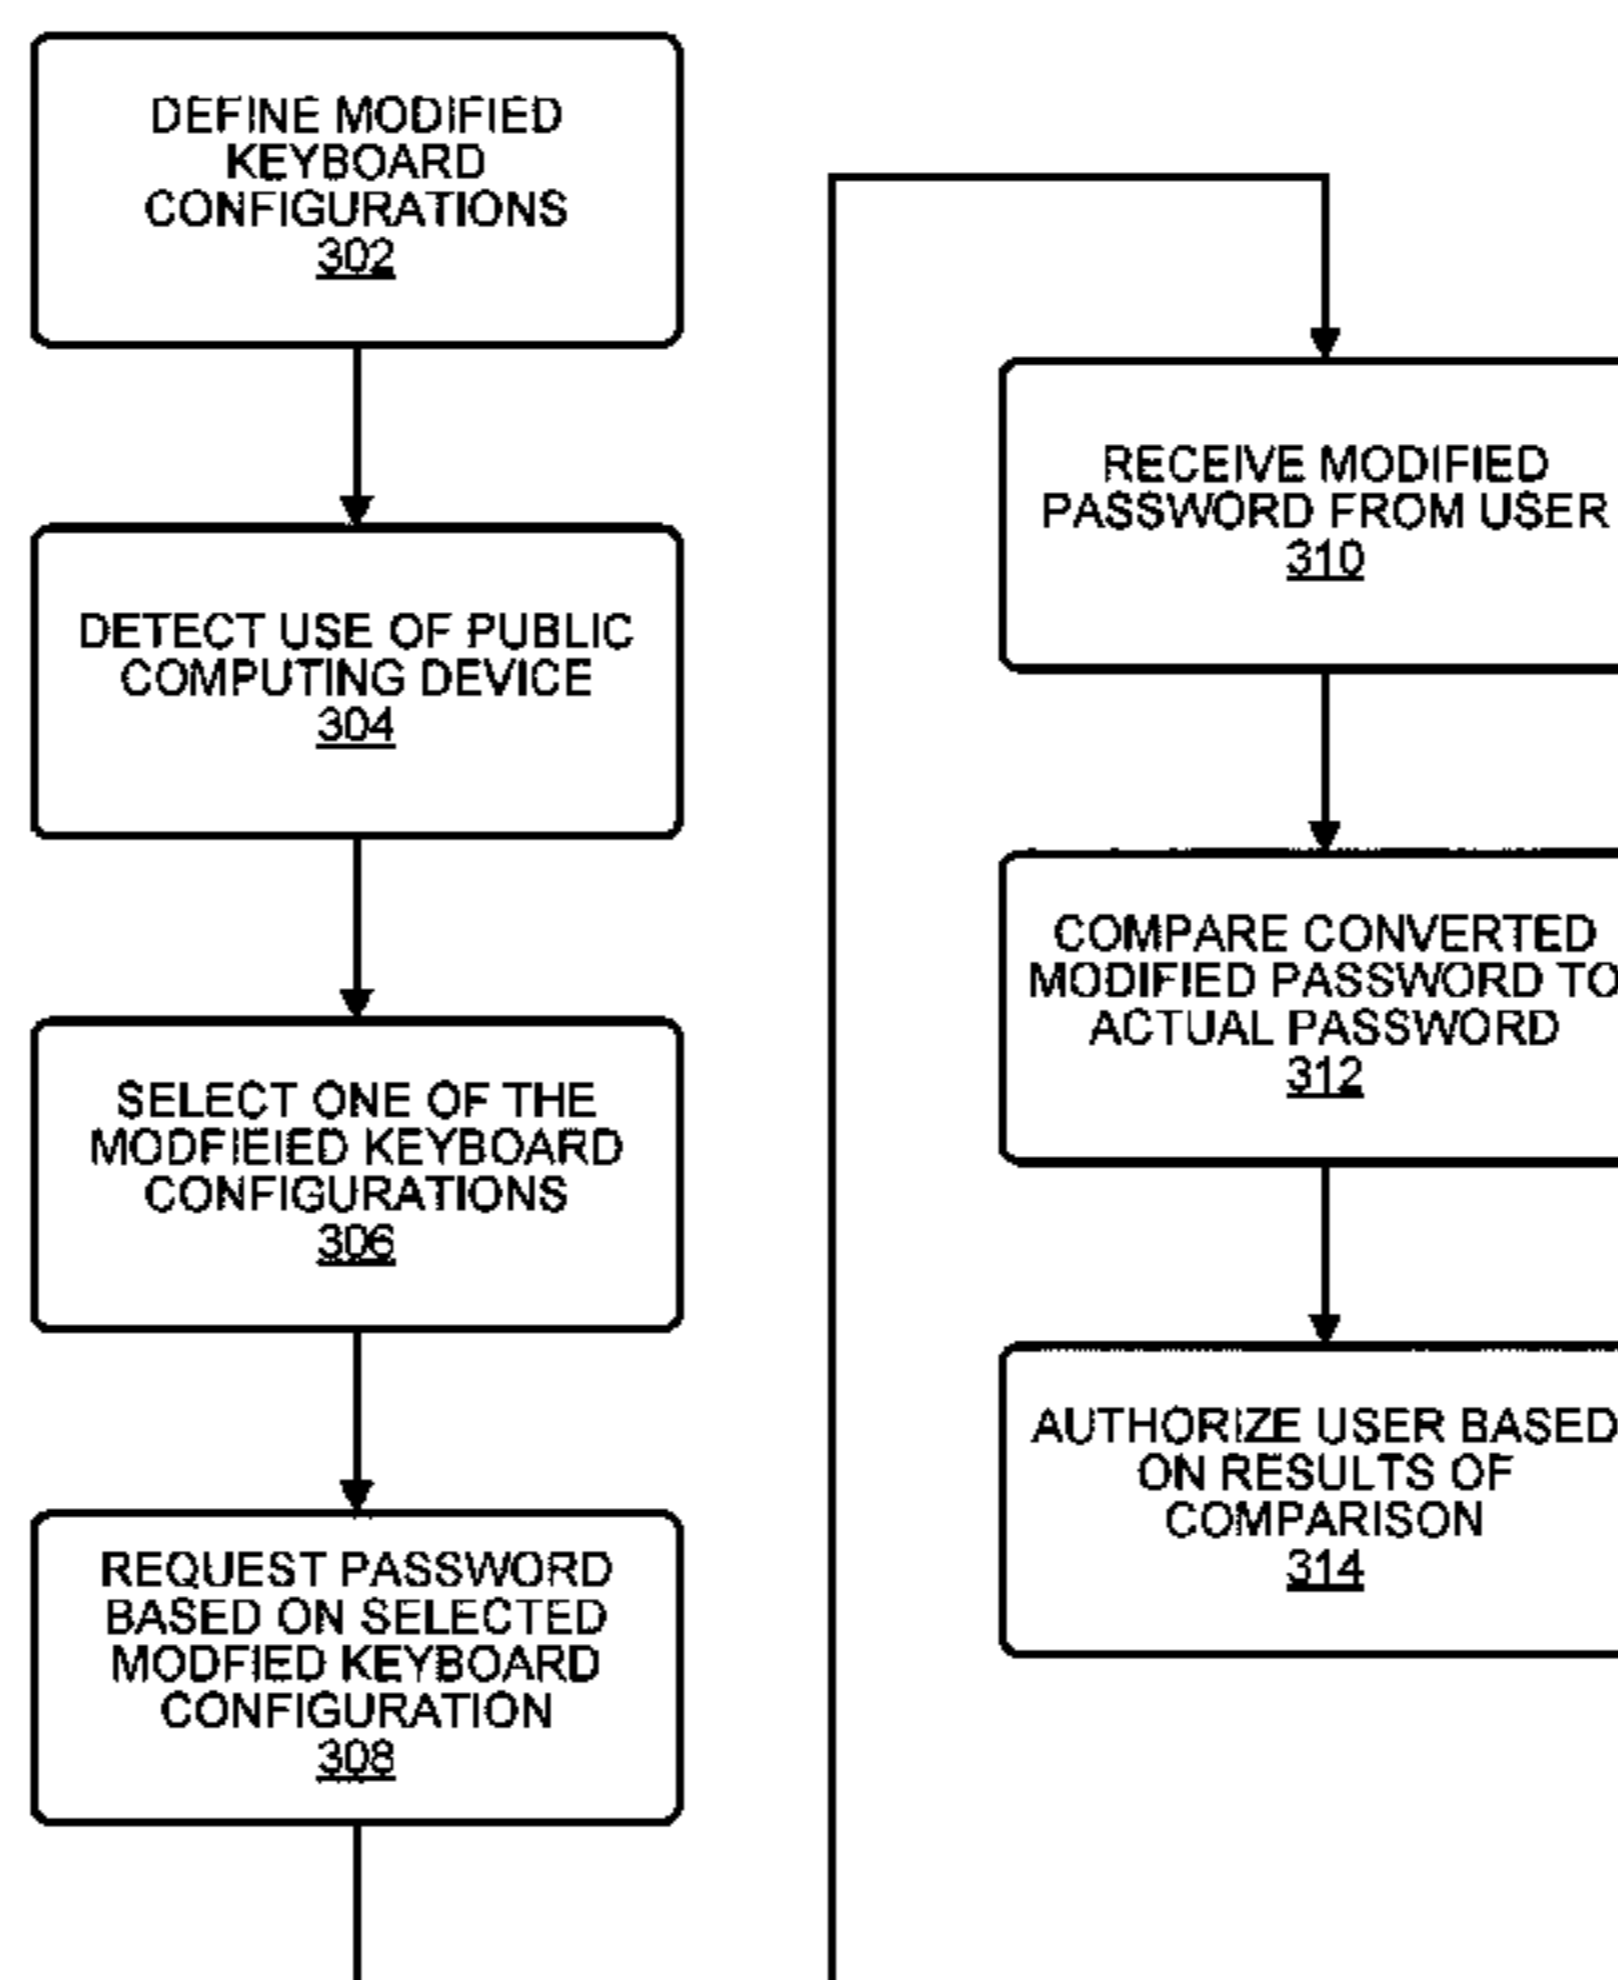 DEFINE MODIFIED
KEYBOARD
CONFIGURATIONS
302
DETECT USE OF PUBLIC
COMPUTING DEVICE
304
SELECT ONE OF THE
MODFIEIED KEYBOARD
CONFIGURATIONS
306
REQUEST PASSWORD
BASED ON SELECTED
MODFIED KEYBOARD
CONFIGURATION
308
RECEIVE MODIFIED
PASSWORD FROM USER
310
COMPARE CONVERTED
MODIFIED PASSWORD TO
ACTUAL PASSWORD
312
AUTHORIZE USER BASED
ON RESULTS OF
COMPARISON
314